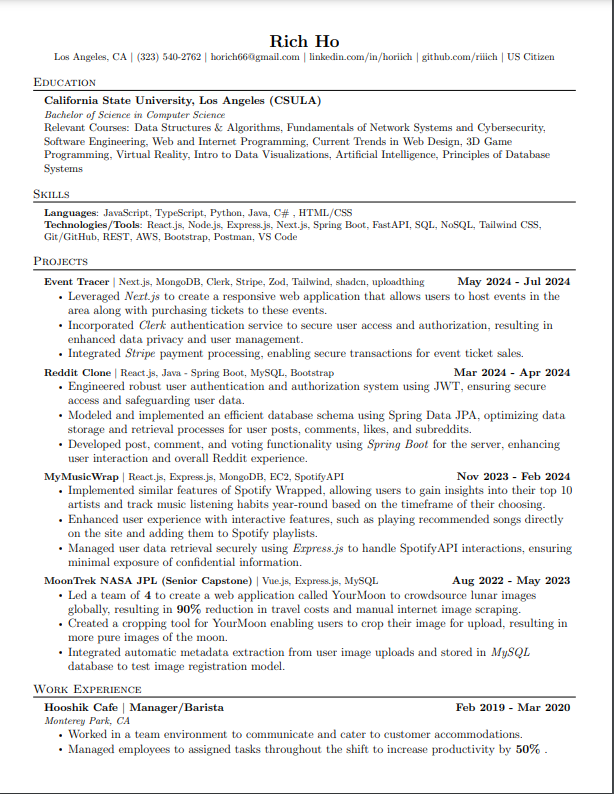 Rich Ho
Los Angeles, CA | (323) 540-2762 | horich66@gmail.com | linkedin.com/in/horiich | github.com/riiich | US Citizen
Education
California State University, Los Angeles (CSULA)
Bachelor of Science in Computer Science
Relevant Courses: Data Structures & Algorithms, Fundamentals of Network Systems and Cybersecurity,
Software Engineering, Web and Internet Programming, Current Trends in Web Design, 3D Game
Programming, Virtual Reality, Intro to Data Visualizations, Artificial Intelligence, Principles of Database
Systems
Skills
Languages: JavaScript, TypeScript, Python, Java, C# , HTML/CSS
Technologies/Tools: React.js, Node.js, Express.js, Next.js, Spring Boot, FastAPI, SQL, NoSQL, Tailwind CSS,
Git/GitHub, REST, AWS, Bootstrap, Postman, VS Code
Projects
Event Tracer | Next.js, MongoDB, Clerk, Stripe, Zod, Tailwind, shadcn, uploadthing May 2024 - Jul 2024
• Leveraged Next.js to create a responsive web application that allows users to host events in the
area along with purchasing tickets to these events.
• Incorporated Clerk authentication service to secure user access and authorization, resulting in
enhanced data privacy and user management.
• Integrated Stripe payment processing, enabling secure transactions for event ticket sales.
Reddit Clone | React.js, Java - Spring Boot, MySQL, Bootstrap Mar 2024 - Apr 2024
• Engineered robust user authentication and authorization system using JWT, ensuring secure
access and safeguarding user data.
• Modeled and implemented an efficient database schema using Spring Data JPA, optimizing data
storage and retrieval processes for user posts, comments, likes, and subreddits.
• Developed post, comment, and voting functionality using Spring Boot for the server, enhancing
user interaction and overall Reddit experience.
MyMusicWrap | React.js, Express.js, MongoDB, EC2, SpotifyAPI Nov 2023 - Feb 2024
• Implemented similar features of Spotify Wrapped, allowing users to gain insights into their top 10
artists and track music listening habits year-round based on the timeframe of their choosing.
• Enhanced user experience with interactive features, such as playing recommended songs directly
on the site and adding them to Spotify playlists.
• Managed user data retrieval securely using Express.js to handle SpotifyAPI interactions, ensuring
minimal exposure of confidential information.
MoonTrek NASA JPL (Senior Capstone) | Vue.js, Express.js, MySQL Aug 2022 - May 2023
• Led a team of 4 to create a web application called YourMoon to crowdsource lunar images
globally, resulting in 90% reduction in travel costs and manual internet image scraping.
• Created a cropping tool for YourMoon enabling users to crop their image for upload, resulting in
more pure images of the moon.
• Integrated automatic metadata extraction from user image uploads and stored in MySQL
database to test image registration model.
Work Experience
Hooshik Cafe | Manager/Barista Feb 2019 - Mar 2020
Monterey Park, CA
• Worked in a team environment to communicate and cater to customer accommodations.
• Managed employees to assigned tasks throughout the shift to increase productivity by 50% .